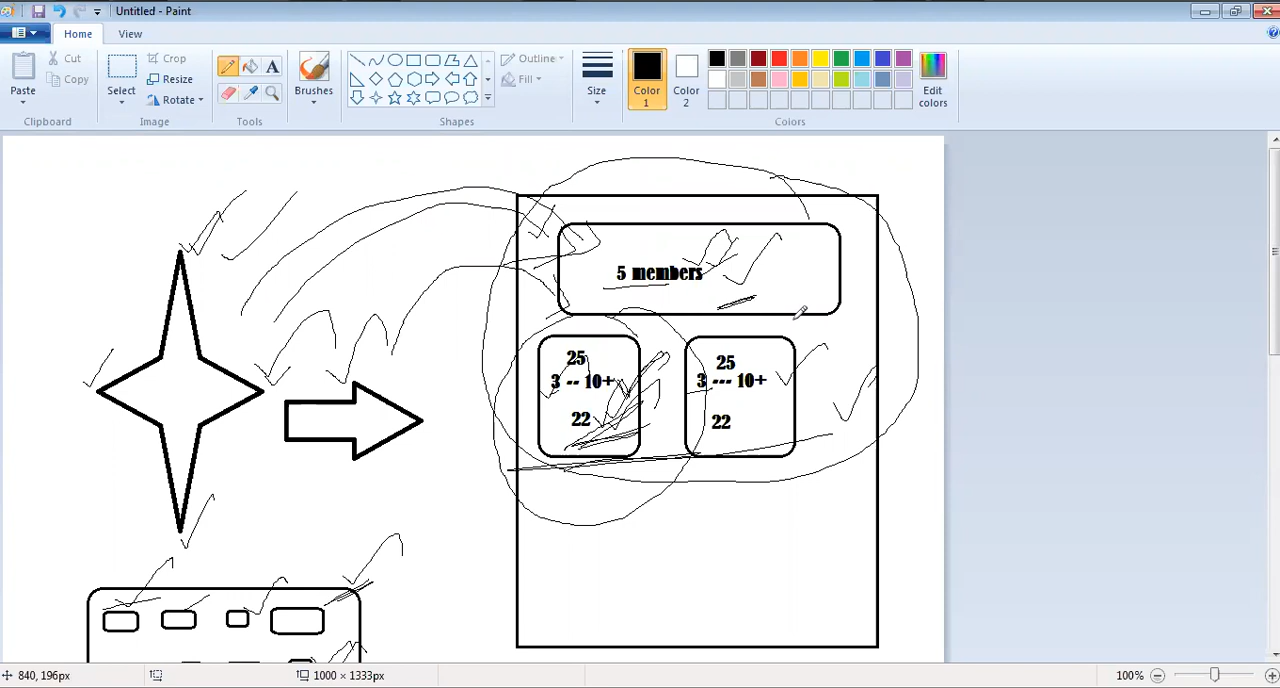 Untitled - Paint
Home
View
Paste
Cut
Copy
Clipboard
Select
Crop
Resize
Rotate
Image
Tools
Brushes
Shapes
Outline
Fill
Size
Color
1
Color
2
Edit
colors
Colors
5 members
25
3 -- 10+
22
25
3 --- 10+
22
840, 196px
1000 × 1333px
100%